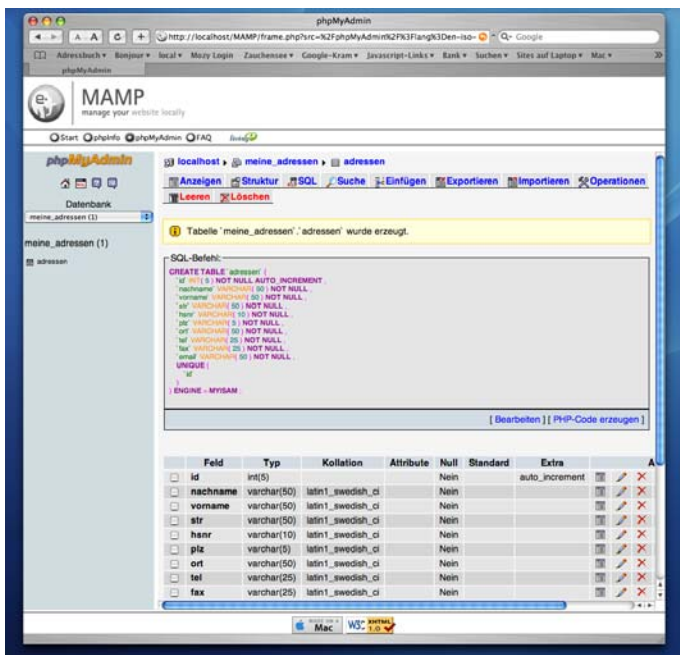 phpMyAdmin
http://localhost/MAMP/frame.php?src=%2FphpMyAdmin%2F%3Flang%3Den-iso-
Google
Adressbuch Bonjour local Mozy Login Zauchensee Google-Kram Javascript-Links Bank Suchen Sites auf Laptop Mac
phpMyAdmin
MAMP
manage your website locally
Start phpInfo phpMyAdmin FAQ living-e
phpMyAdmin
Datenbank
meine_adressen (1)
meine_adressen (1)
adressen
localhost meine_adressen adressen
Anzeigen Struktur SQL Suche Einfügen Exportieren Importieren Operationen
Leeren Löschen
Tabelle `meine_adressen`.`adressen` wurde erzeugt.
SQL-Befehl:
CREATE TABLE `adressen` (
`id` INT( 5 ) NOT NULL AUTO_INCREMENT ,
`nachname` VARCHAR( 50 ) NOT NULL ,
`vorname` VARCHAR( 50 ) NOT NULL ,
`str` VARCHAR( 50 ) NOT NULL ,
`hsnr` VARCHAR( 10 ) NOT NULL ,
`plz` VARCHAR( 5 ) NOT NULL ,
`ort` VARCHAR( 50 ) NOT NULL ,
`tel` VARCHAR( 25 ) NOT NULL ,
`fax` VARCHAR( 25 ) NOT NULL ,
`email` VARCHAR( 50 ) NOT NULL ,
UNIQUE (
`id`
)
) ENGINE = MYISAM ;
[ Bearbeiten ] [ PHP-Code erzeugen ]
Feld Typ Kollation Attribute Null Standard Extra A
id int(5) Nein auto_increment
nachname varchar(50) latin1_swedish_ci Nein
vorname varchar(50) latin1_swedish_ci Nein
str varchar(50) latin1_swedish_ci Nein
hsnr varchar(10) latin1_swedish_ci Nein
plz varchar(5) latin1_swedish_ci Nein
ort varchar(50) latin1_swedish_ci Nein
tel varchar(25) latin1_swedish_ci Nein
fax varchar(25) latin1_swedish_ci Nein
Made on a Mac W3C XHTML 1.0